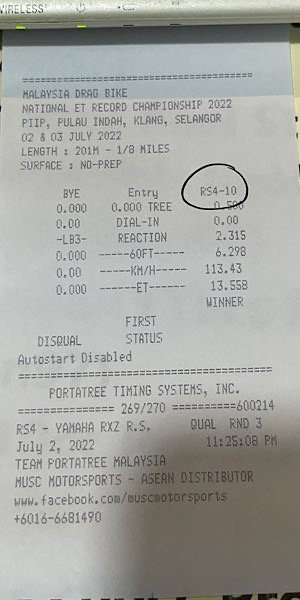 WIRELESS
==================================
MALAYSIA DRAG BIKE
NATIONAL ET RECORD CHAMPIONSHIP 2022
PIIP, PULAU INDAH, KLANG, SELANGOR
02 & 03 JULY 2022
LENGTH : 201M - 1/8 MILES
SURFACE : NO-PREP
BYE Entry RS4-10
0.000 0.000 TREE 0.500
0.00 DIAL-IN 0.00
-LB3- REACTION 2.315
0.000 ------60FT----- 6.298
0.00 -----KM/H----- 113.43
0.000 ------ET----- 13.558
WINNER
FIRST
DISQUAL STATUS
Autostart Disabled
====================================
PORTATREE TIMING SYSTEMS, INC.
============== 269/270 ==========600214
RS4 - YAMAHA RXZ R.S. QUAL RND 3
July 2, 2022 11:25:08 PM
TEAM PORTATREE MALAYSIA
MUSC MOTORSPORTS - ASEAN DISTRIBUTOR
www.facebook.com/muscmotorsports
+6016-6681490